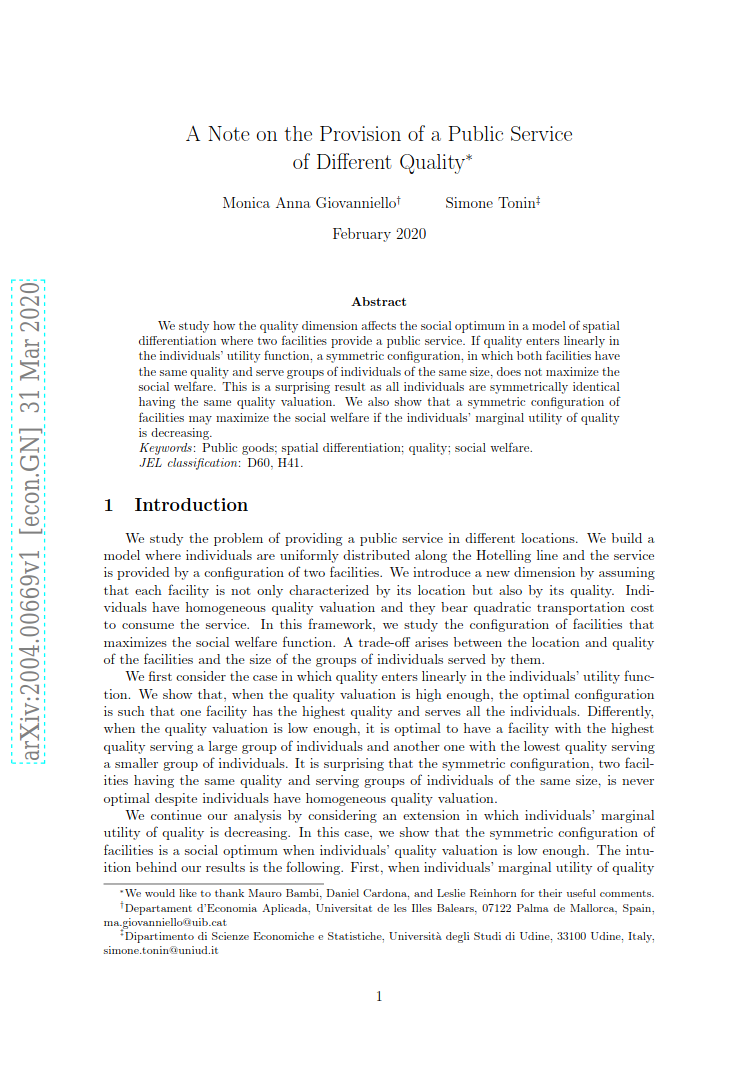 A Note on the Provision of a Public Service
of Different Quality*
Monica Anna Giovanniello† Simone Tonin‡
February 2020
arXiv:2004.00669v1 [econ.GN] 31 Mar 2020
Abstract
We study how the quality dimension affects the social optimum in a model of spatial
differentiation where two facilities provide a public service. If quality enters linearly in
the individuals' utility function, a symmetric configuration, in which both facilities have
the same quality and serve groups of individuals of the same size, does not maximize the
social welfare. This is a surprising result as all individuals are symmetrically identical
having the same quality valuation. We also show that a symmetric configuration of
facilities may maximize the social welfare if the individuals' marginal utility of quality
is decreasing.
Keywords: Public goods; spatial differentiation; quality; social welfare.
JEL classification: D60, H41.
1 Introduction
We study the problem of providing a public service in different locations. We build a
model where individuals are uniformly distributed along the Hotelling line and the service
is provided by a configuration of two facilities. We introduce a new dimension by assuming
that each facility is not only characterized by its location but also by its quality. Indi-
viduals have homogeneous quality valuation and they bear quadratic transportation cost
to consume the service. In this framework, we study the configuration of facilities that
maximizes the social welfare function. A trade-off arises between the location and quality
of the facilities and the size of the groups of individuals served by them.
We first consider the case in which quality enters linearly in the individuals' utility func-
tion. We show that, when the quality valuation is high enough, the optimal configuration
is such that one facility has the highest quality and serves all the individuals. Differently,
when the quality valuation is low enough, it is optimal to have a facility with the highest
quality serving a large group of individuals and another one with the lowest quality serving
a smaller group of individuals. It is surprising that the symmetric configuration, two facil-
ities having the same quality and serving groups of individuals of the same size, is never
optimal despite individuals have homogeneous quality valuation.
We continue our analysis by considering an extension in which individuals' marginal
utility of quality is decreasing. In this case, we show that the symmetric configuration of
facilities is a social optimum when individuals' quality valuation is low enough. The intu-
ition behind our results is the following. First, when individuals' marginal utility of quality
*We would like to thank Mauro Bambi, Daniel Cardona, and Leslie Reinhorn for their useful comments.
†Departament d'Economia Aplicada, Universitat de les Illes Balears, 07122 Palma de Mallorca, Spain,
ma.giovanniello@uib.cat
‡Dipartimento di Scienze Economiche e Statistiche, Università degli Studi di Udine, 33100 Udine, Italy,
simone.tonin@uniud.it
1